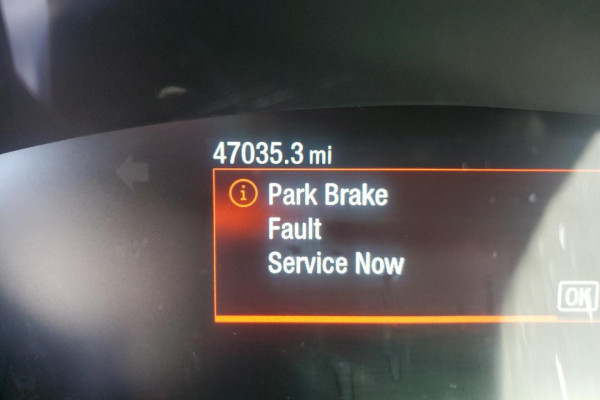 47035.3 mi
i Park Brake
Fault
Service Now
OK